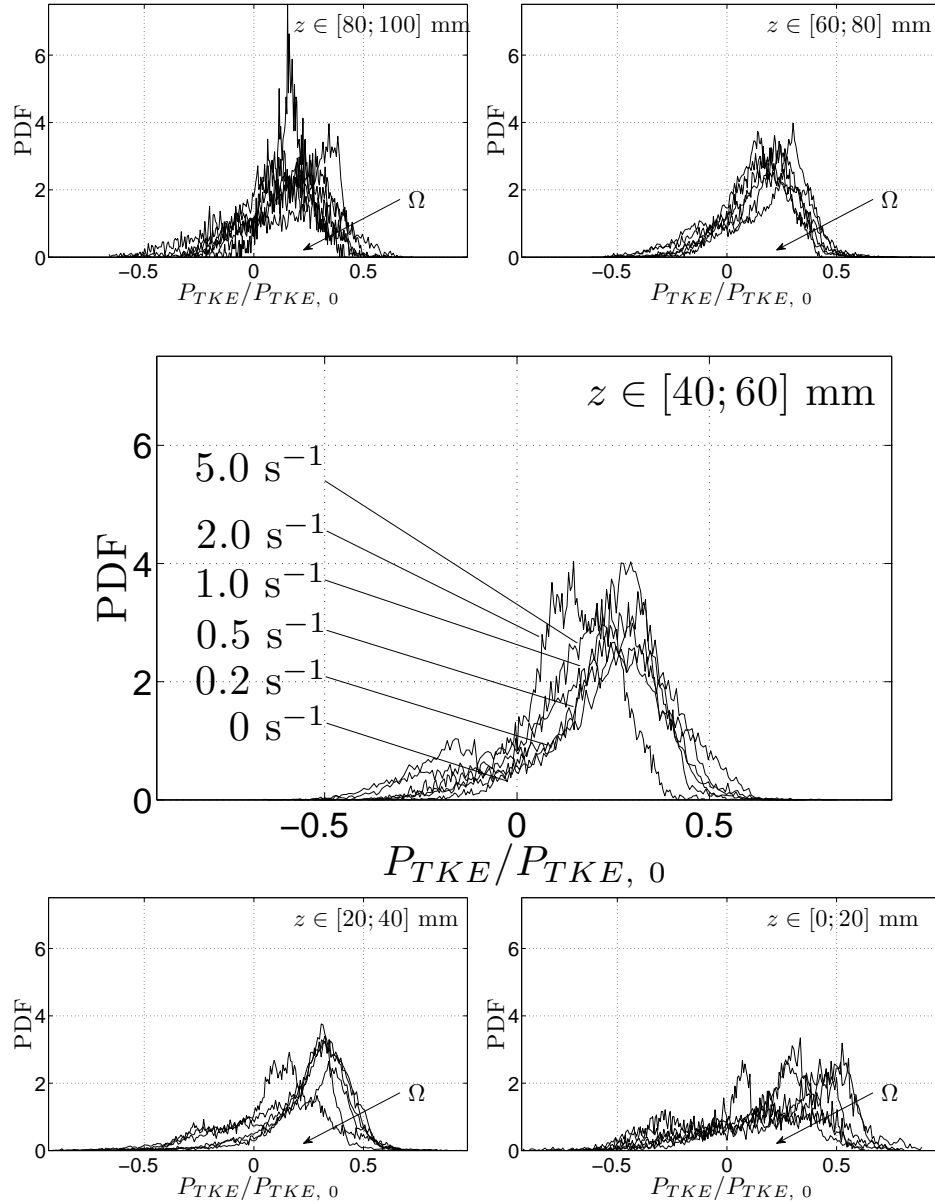 z ∈ [80; 100] mm
6
4
2
0
PDF
Ω
−0.5 0 0.5
P_{TKE}/P_{TKE, 0}
z ∈ [60; 80] mm
6
4
2
0
PDF
Ω
−0.5 0 0.5
P_{TKE}/P_{TKE, 0}
z ∈ [40; 60] mm
6
4
2
0
PDF
5.0 s^{−1}
2.0 s^{−1}
1.0 s^{−1}
0.5 s^{−1}
0.2 s^{−1}
0 s^{−1}
−0.5 0 0.5
P_{TKE}/P_{TKE, 0}
z ∈ [20; 40] mm
6
4
2
0
PDF
Ω
−0.5 0 0.5
P_{TKE}/P_{TKE, 0}
z ∈ [0; 20] mm
6
4
2
0
PDF
Ω
−0.5 0 0.5
P_{TKE}/P_{TKE, 0}